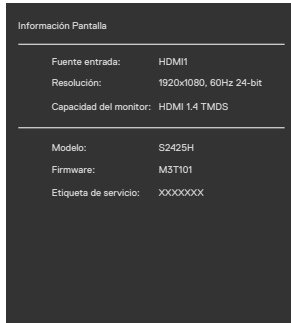 Información Pantalla
Fuente entrada: HDMI1
Resolución: 1920x1080, 60Hz 24-bit
Capacidad del monitor: HDMI 1.4 TMDS
Modelo: S2425H
Firmware: M3T101
Etiqueta de servicio: XXXXXXX